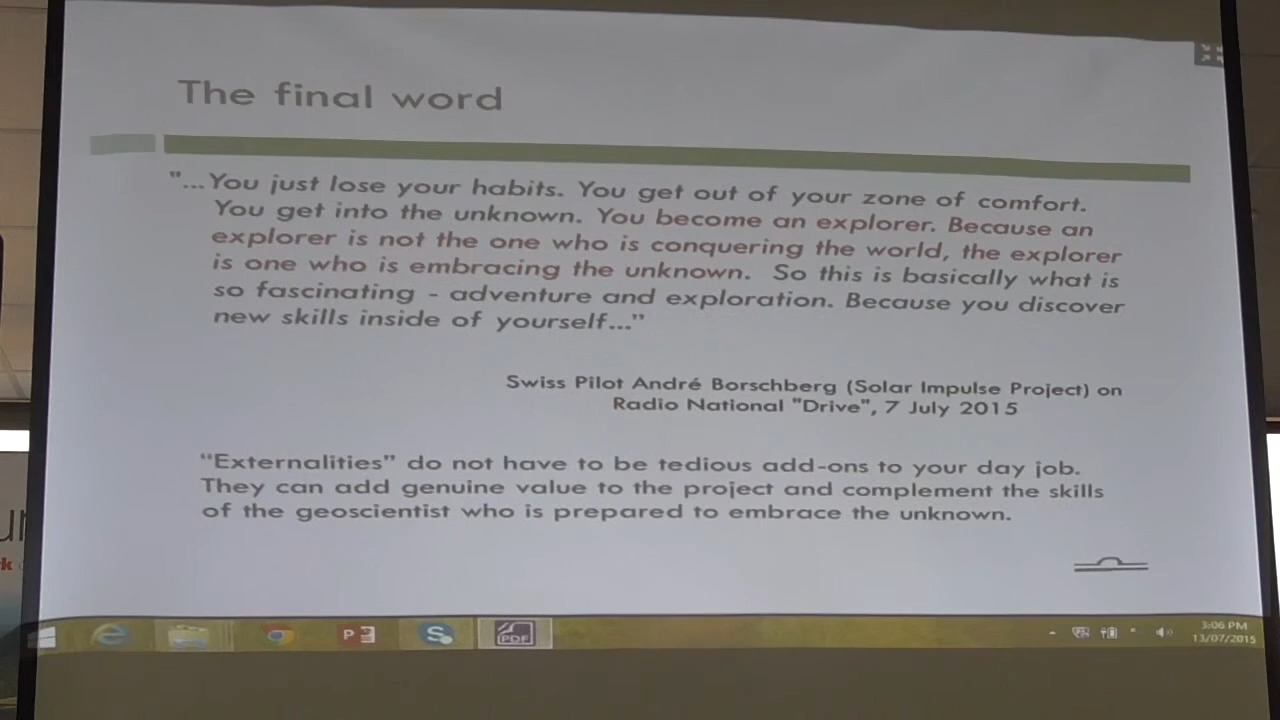 The final word
"...You just lose your habits. You get out of your zone of comfort.
You get into the unknown. You become an explorer. Because an
explorer is not the one who is conquering the world, the explorer
is one who is embracing the unknown. So this is basically what is
so fascinating - adventure and exploration. Because you discover
new skills inside of yourself..."
Swiss Pilot André Borschberg (Solar Impulse Project) on
Radio National "Drive", 7 July 2015
“Externalities” do not have to be tedious add-ons to your day job.
They can add genuine value to the project and complement the skills
of the geoscientist who is prepared to embrace the unknown.
PDF
3:06 PM
13/07/2015